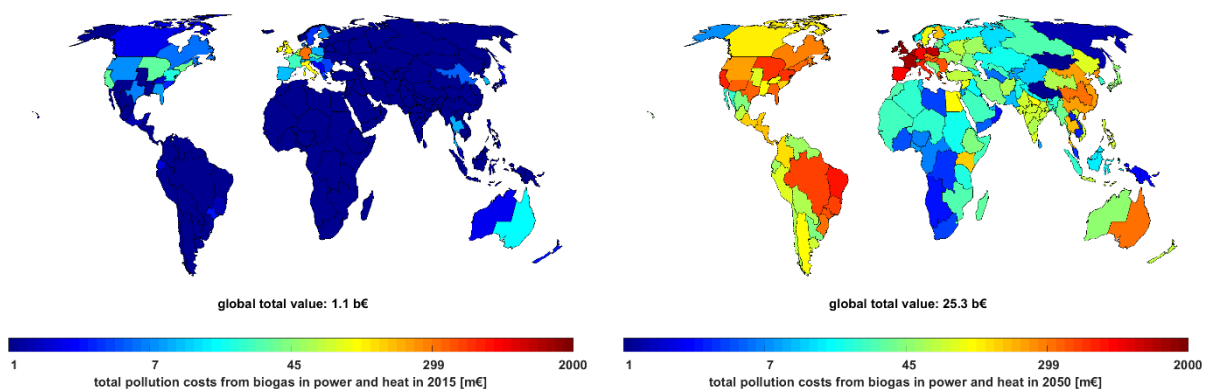 global total value: 1.1 b€
1 7 45 299 2000
total pollution costs from biogas in power and heat in 2015 [m€]
global total value: 25.3 b€
1 7 45 299 2000
total pollution costs from biogas in power and heat in 2050 [m€]